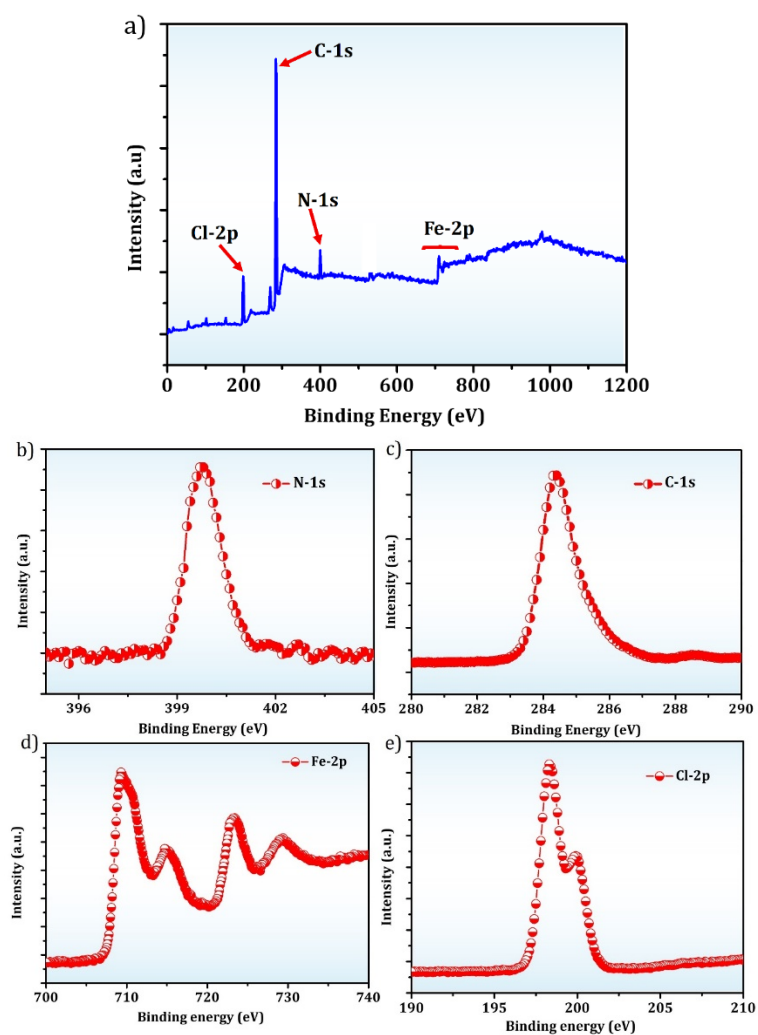 a)
C-1s
N-1s
Cl-2p
Fe-2p
Intensity (a.u)
0 200 400 600 800 1000 1200
Binding Energy (eV)
b)
N-1s
Intensity (a.u.)
396 399 402 405
Binding Energy (eV)
c)
C-1s
Intensity (a.u.)
280 282 284 286 288 290
Binding Energy (eV)
d)
Fe-2p
Intensity (a.u.)
700 710 720 730 740
Binding energy (eV)
e)
Cl-2p
Intensity (a.u.)
190 195 200 205 210
Binding Energy (eV)